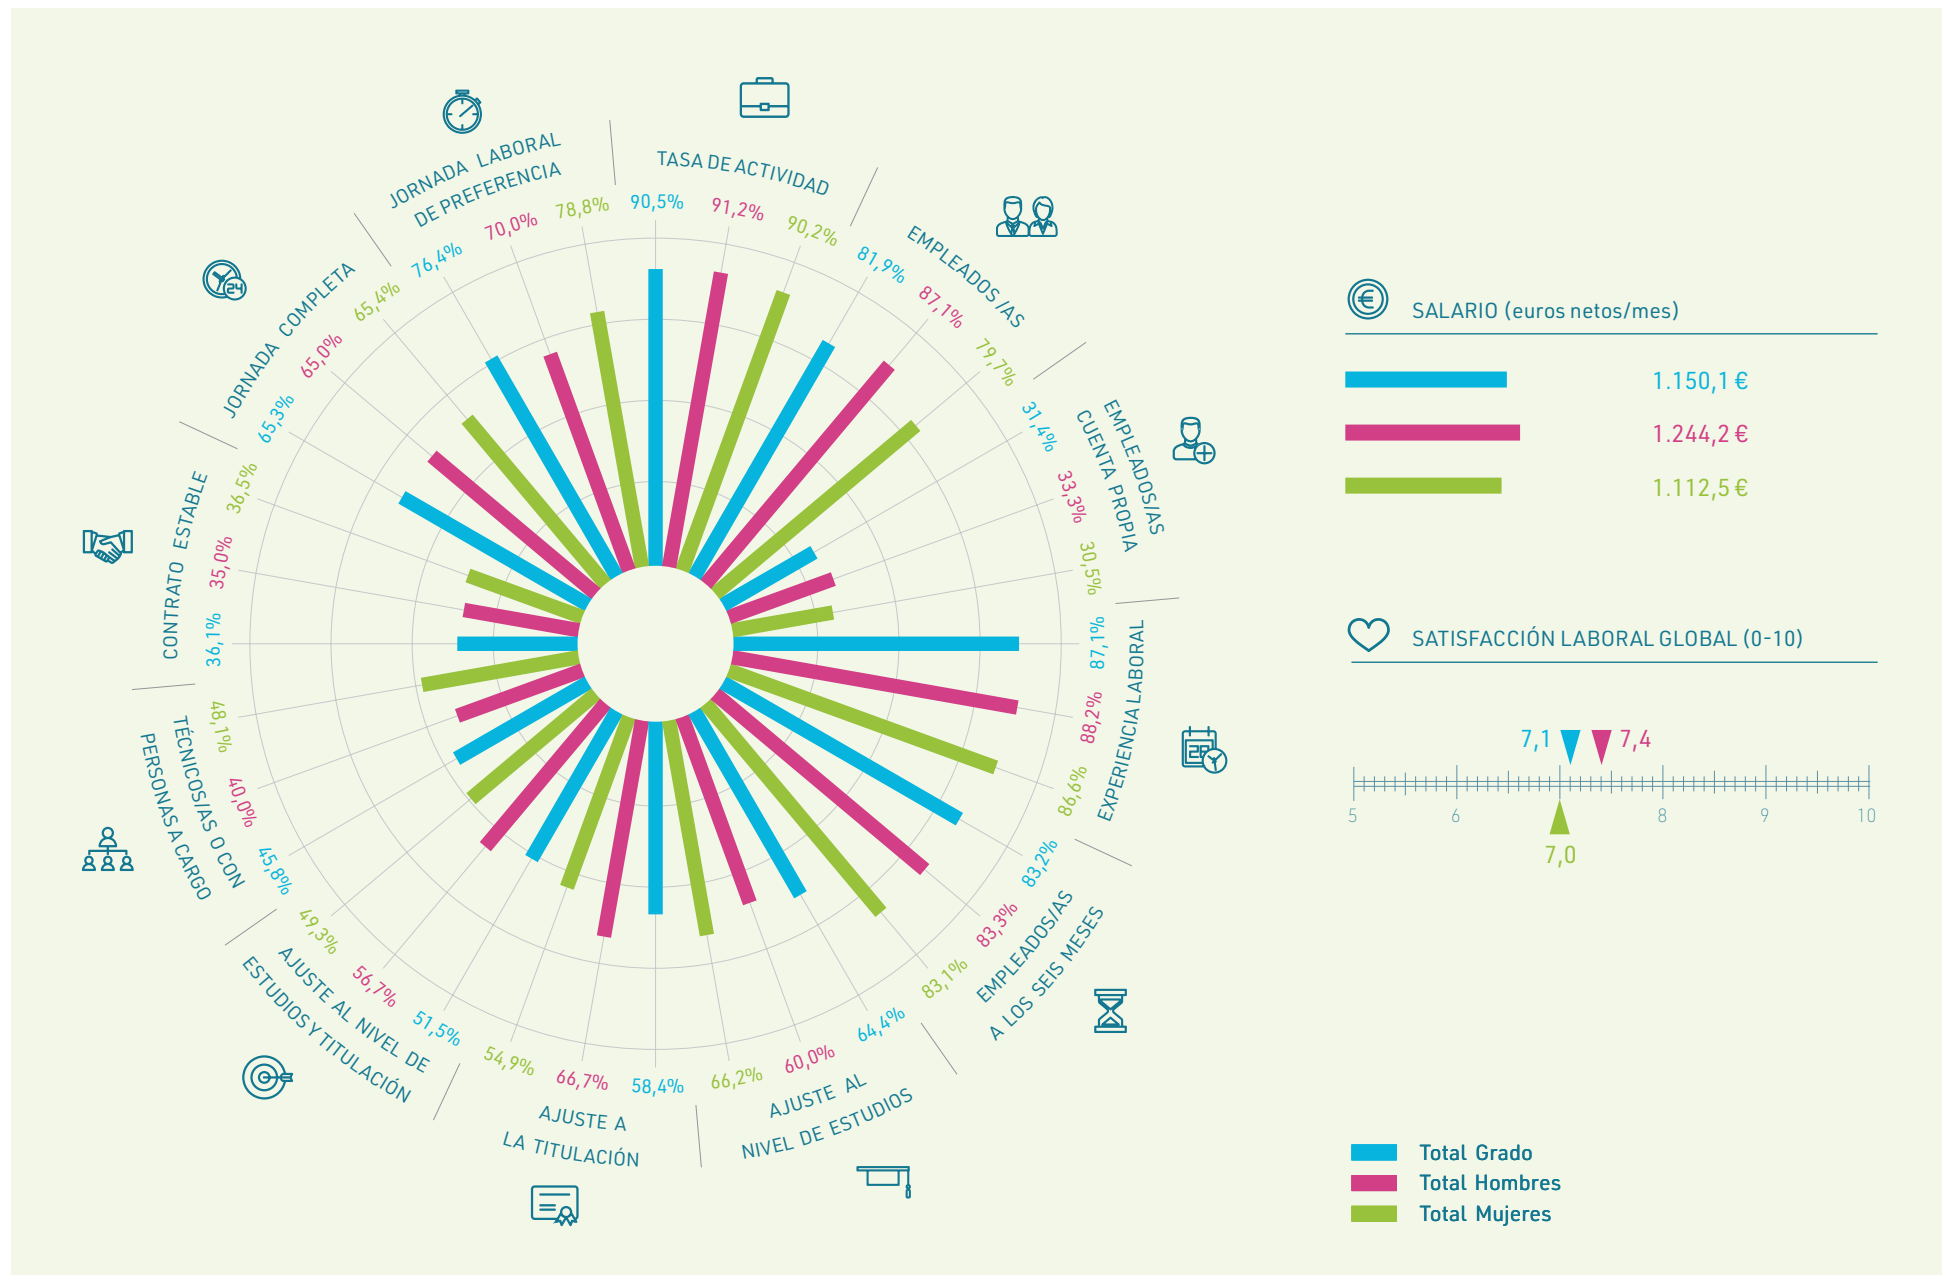 TASA DE ACTIVIDAD
90,5%
91,2%
90,2%
EMPLEADOS /AS
81,9%
87,1%
79,7%
EMPLEADOS/AS
CUENTA PROPIA
31,4%
33,3%
30,5%
EXPERIENCIA LABORAL
87,1%
88,2%
86,6%
27
EMPLEADOS/AS
A LOS SEIS MESES
83,2%
83,3%
83,1%
AJUSTE AL
NIVEL DE ESTUDIOS
64,4%
60,0%
66,2%
AJUSTE A
LA TITULACIÓN
58,4%
66,7%
54,9%
AJUSTE AL NIVEL DE
ESTUDIOS Y TITULACIÓN
51,5%
56,7%
49,3%
TÉCNICOS/AS O CON
PERSONAS A CARGO
45,8%
40,0%
48,1%
CONTRATO ESTABLE
36,1%
35,0%
36,5%
JORNADA COMPLETA
24
65,3%
65,0%
65,4%
JORNADA LABORAL
DE PREFERENCIA
76,4%
70,0%
78,8%
€ SALARIO (euros netos/mes)
1.150,1 €
1.244,2 €
1.112,5 €
SATISFACCIÓN LABORAL GLOBAL (0-10)
7,1 7,4
5 6 8 9 10
7,0
Total Grado
Total Hombres
Total Mujeres